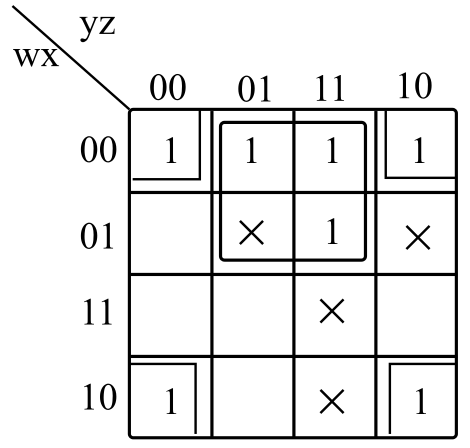 yz
wx
00 01 11 10
00 1 1 1 1
01 × 1 ×
11 ×
10 1 × 1